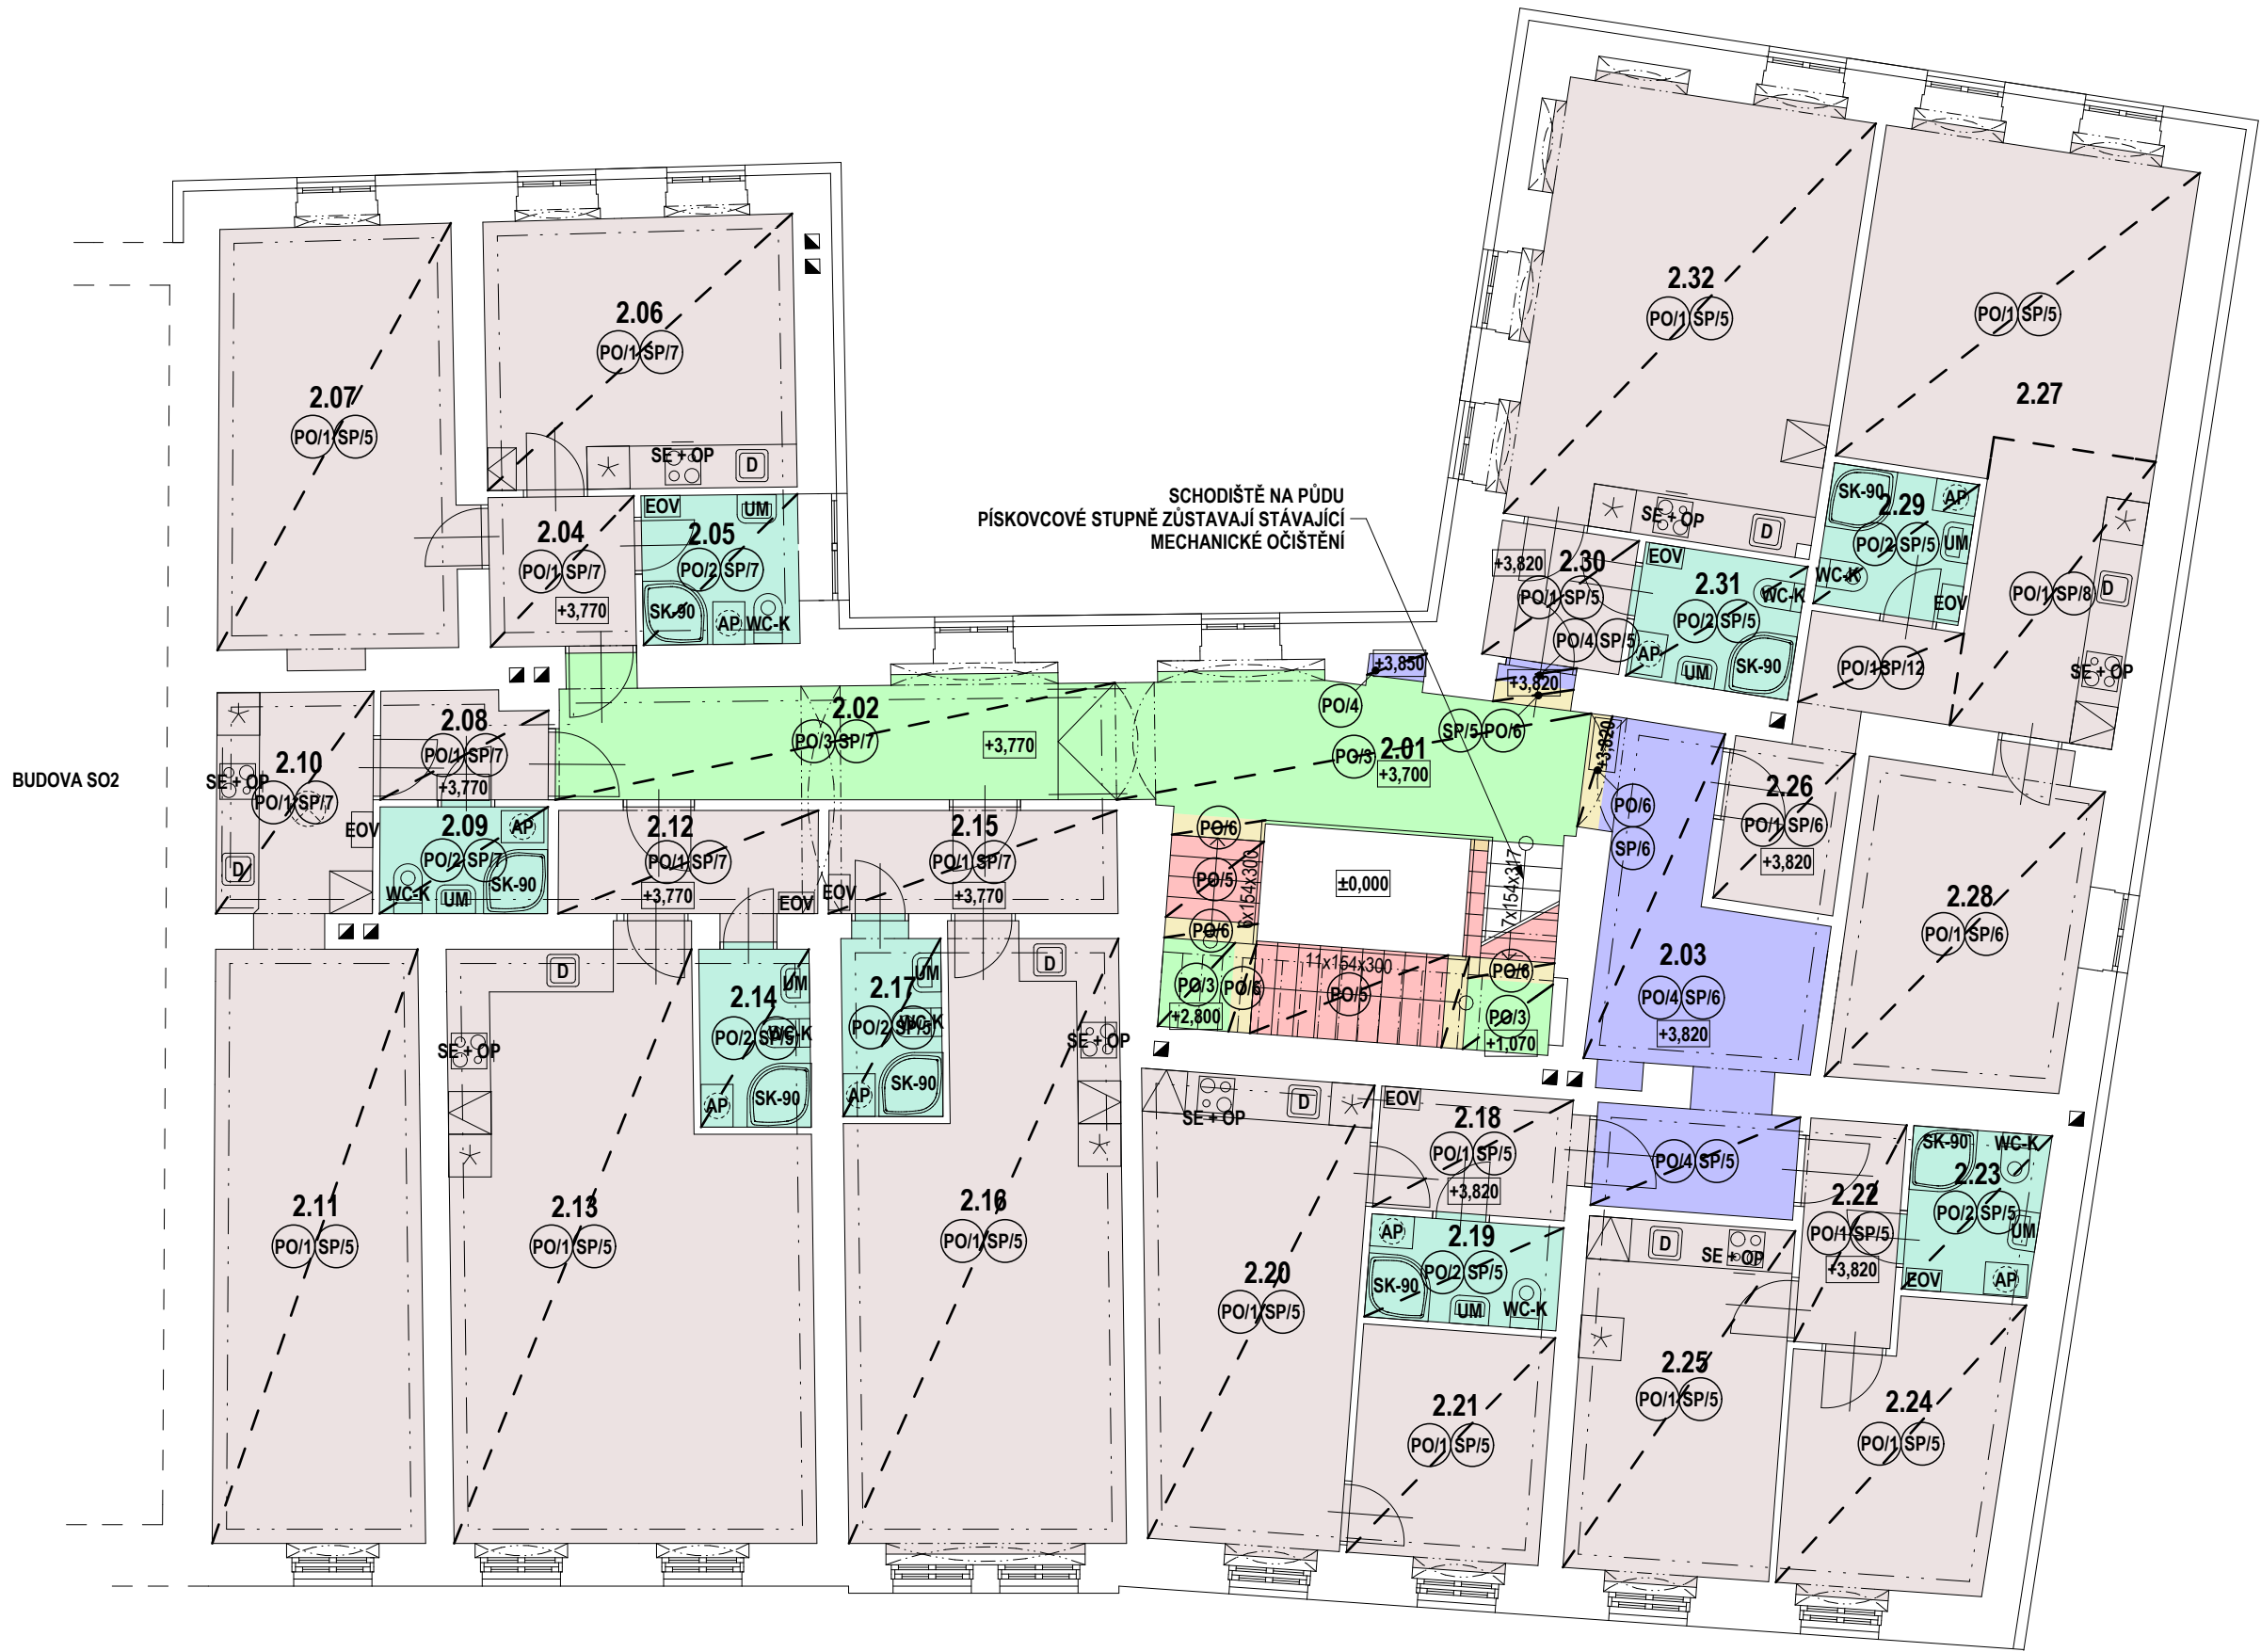 2.32
PO/1 SP/5
PO/1 SP/5
2.27
2.06
PO/1 SP/7
2.07
PO/1 SP/5
SE + OP
D
SCHODIŠTĚ NA PŮDU
PÍSKOVCOVÉ STUPNĚ ZŮSTAVAJÍ STÁVAJÍCÍ
MECHANICKÉ OČIŠTĚNÍ
EOV
UM
2.04
PO/1 SP/7
+3,770
2.05
PO/2 SP/7
SK-90
AP
WC-K
SE + OP
D
SK-90
2.29
AP
PO/2 SP/5
UM
WC-K
EOV
+3,820
2.30
PO/1 SP/5
PO/4 SP/5
EOV
2.31
WC-K
PO/2 SP/5
AP
UM
SK-90
PO/1 SP/8
D
SE + OP
PO/1 SP/12
+3,850
+3,820
PO/4
2.02
PO/3 SP/7
+3,770
SP/5 PO/6
2.01
PO/3
+3,700
+3,820
2.08
PO/1 SP/7
+3,770
BUDOVA SO2
2.10
SE + OP
PO/1 SP/7
EOV
D
2.09
AP
PO/2 SP/7
WC-K
UM
SK-90
2.12
PO/1 SP/7
+3,770
EOV
2.15
PO/1 SP/7
+3,770
EOV
PO/6
PO/5
6x154x300
PO/6
±0,000
7x154x317
PO/6
SP/6
2.26
PO/1 SP/6
+3,820
2.28
PO/1 SP/6
2.03
PO/4 SP/6
+3,820
11x154x300
PO/3
PO/6
+2,800
PO/5
PO/6
PO/3
+1,070
D
SE + OP
2.14
UM
PO/2 SP/5
WC-K
AP
SK-90
2.17
UM
PO/2 SP/5
WC-K
AP
SK-90
D
SE + OP
SE + OP
D
EOV
2.18
PO/1 SP/5
+3,820
PO/4 SP/5
SK-90
WC-K
2.23
PO/2 SP/5
UM
EOV
AP
2.22
PO/1 SP/5
+3,820
2.11
PO/1 SP/5
2.13
PO/1 SP/5
2.16
PO/1 SP/5
2.20
PO/1 SP/5
AP
2.19
PO/2 SP/5
SK-90
UM
WC-K
D
SE + OP
2.25
PO/1 SP/5
2.21
PO/1 SP/5
2.24
PO/1 SP/5